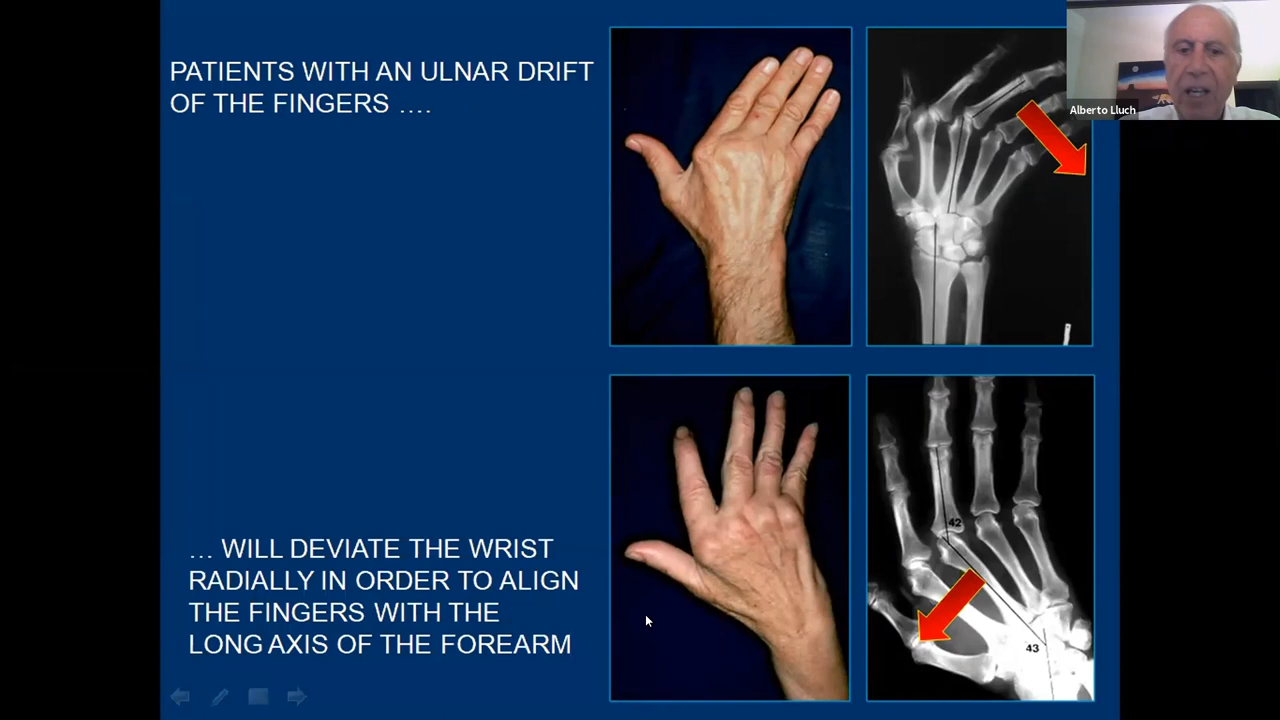 PATIENTS WITH AN ULNAR DRIFT
OF THE FINGERS ....
Alberto Lluch
42
... WILL DEVIATE THE WRIST
RADIALLY IN ORDER TO ALIGN
THE FINGERS WITH THE
LONG AXIS OF THE FOREARM
43